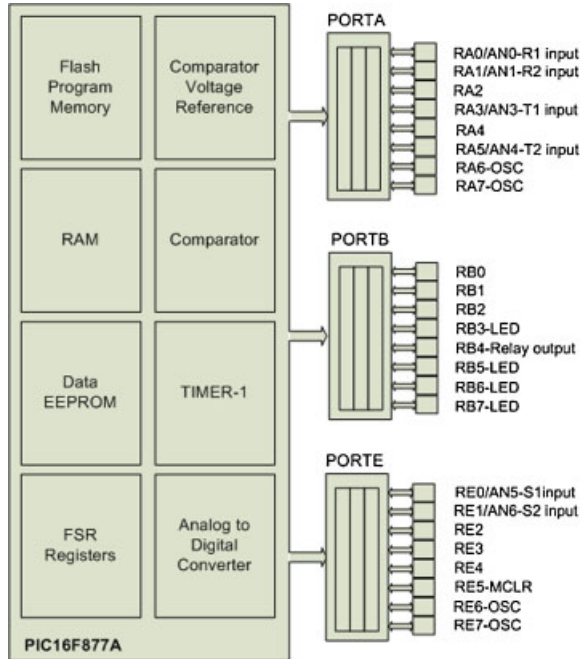 Flash
Program
Memory
Comparator
Voltage
Reference
RAM
Comparator
Data
EEPROM
TIMER-1
FSR
Registers
Analog to
Digital
Converter
PIC16F877A
PORTA
RA0/AN0-R1 input
RA1/AN1-R2 input
RA2
RA3/AN3-T1 input
RA4
RA5/AN4-T2 input
RA6-OSC
RA7-OSC
PORTB
RB0
RB1
RB2
RB3-LED
RB4-Relay output
RB5-LED
RB6-LED
RB7-LED
PORTE
RE0/AN5-S1input
RE1/AN6-S2 input
RE2
RE3
RE4
RE5-MCLR
RE6-OSC
RE7-OSC